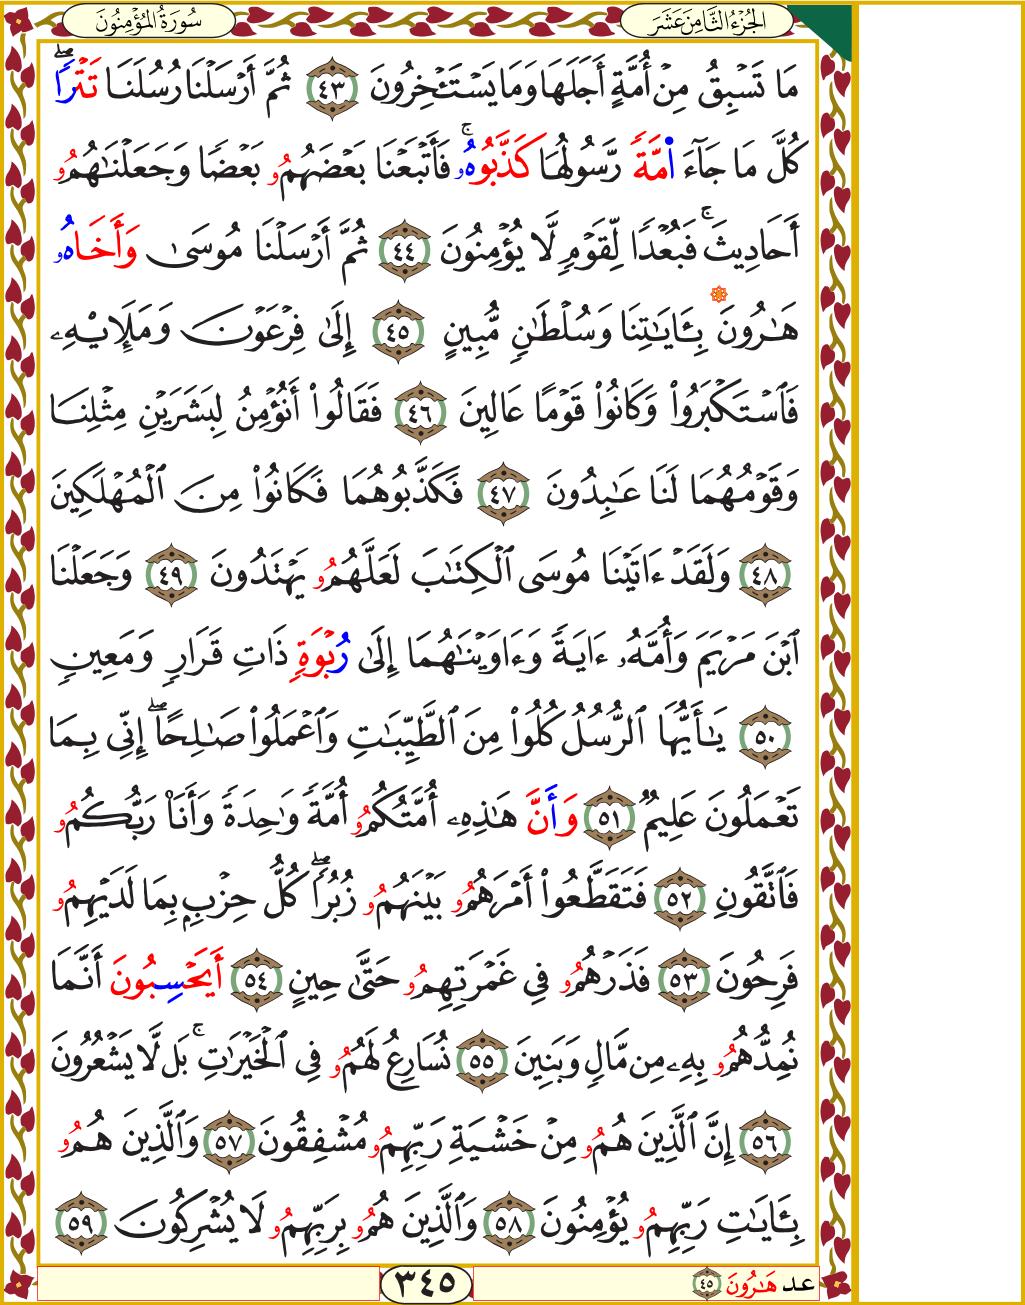 سُورَةُ المُؤْمِنُونَ
الجُزْءُ الثَّامِنَ عَشَرَ
مَا تَسْبِقُ مِنْ أُمَّةٍ أَجَلَهَا وَمَا يَسْتَـْٔخِرُونَ ٤٣ ثُمَّ أَرْسَلْنَا رُسُلَنَا تَتْرًاۖ
كُلَّ مَا جَآءَ اُ۬مَّةٗ رَّسُولُهَا كَذَّبُوهُۥۚ فَأَتْبَعْنَا بَعْضَهُمُۥ بَعْضٗا وَجَعَلْنَٰهُمُۥ
أَحَادِيثَۚ فَبُعْدٗا لِّقَوْمٖ لَّا يُؤْمِنُونَ ٤٤ ثُمَّ أَرْسَلْنَا مُوسَىٰ وَأَخَاهُۥ
هَٰرُونَ بِـَٔايَٰتِنَا وَسُلْطَٰنٖ مُّبِينٍ ٤٥ إِلَىٰ فِرْعَوْنَ وَمَلَإِيْهِۦ
فَٱسْتَكْبَرُوا۟ وَكَانُوا۟ قَوْمًا عَالِينَ ٤٦ فَقَالُوٓا۟ أَنُؤْمِنُ لِبَشَرَيْنِ مِثْلِنَا
وَقَوْمُهُمَا لَنَا عَٰبِدُونَ ٤٧ فَكَذَّبُوهُمَا فَكَانُوا۟ مِنَ ٱلْمُهْلَكِينَ
٤٨ وَلَقَدْ ءَاتَيْنَا مُوسَى ٱلْكِتَٰبَ لَعَلَّهُمُۥ يَهْتَدُونَ ٤٩ وَجَعَلْنَا
ٱبْنَ مَرْيَمَ وَأُمَّهُۥ ءَايَةٗ وَءَاوَيْنَٰهُمَا إِلَىٰ رُبْوَةٖ ذَاتِ قَرَارٖ وَمَعِينٖ
٥٠ يَٰٓأَيُّهَا ٱلرُّسُلُ كُلُوا۟ مِنَ ٱلطَّيِّبَٰتِ وَٱعْمَلُوا۟ صَٰلِحًاۖ إِنِّي بِمَا
تَعْمَلُونَ عَلِيمٞ ٥١ وَأَنَّ هَٰذِهِۦ أُمَّتُكُمُۥ أُمَّةٗ وَٰحِدَةٗ وَأَنَا۠ رَبُّكُمُۥ
فَٱتَّقُونِ ٥٢ فَتَقَطَّعُوا۟ أَمْرَهُمُۥ بَيْنَهُمُۥ زُبُرٗاۖ كُلُّ حِزْبِۭ بِمَا لَدَيْهِمُۥ
فَرِحُونَ ٥٣ فَذَرْهُمُۥ فِي غَمْرَتِهِمُۥ حَتَّىٰ حِينٍ ٥٤ أَيَحْسِبُونَ أَنَّمَا
نُمِدُّهُمُۥ بِهِۦ مِن مَّالٖ وَبَنِينَ ٥٥ نُسَارِعُ لَهُمُۥ فِي ٱلْخَيْرَٰتِۚ بَل لَّا يَشْعُرُونَ
٥٦ إِنَّ ٱلَّذِينَ هُمُۥ مِنْ خَشْيَةِ رَبِّهِمُۥ مُشْفِقُونَ ٥٧ وَٱلَّذِينَ هُمُۥ
بِـَٔايَٰتِ رَبِّهِمُۥ يُؤْمِنُونَ ٥٨ وَٱلَّذِينَ هُمُۥ بِرَبِّهِمُۥ لَا يُشْرِكُونَ ٥٩
عد هَٰرُونَ ٤٥
٣٤٥